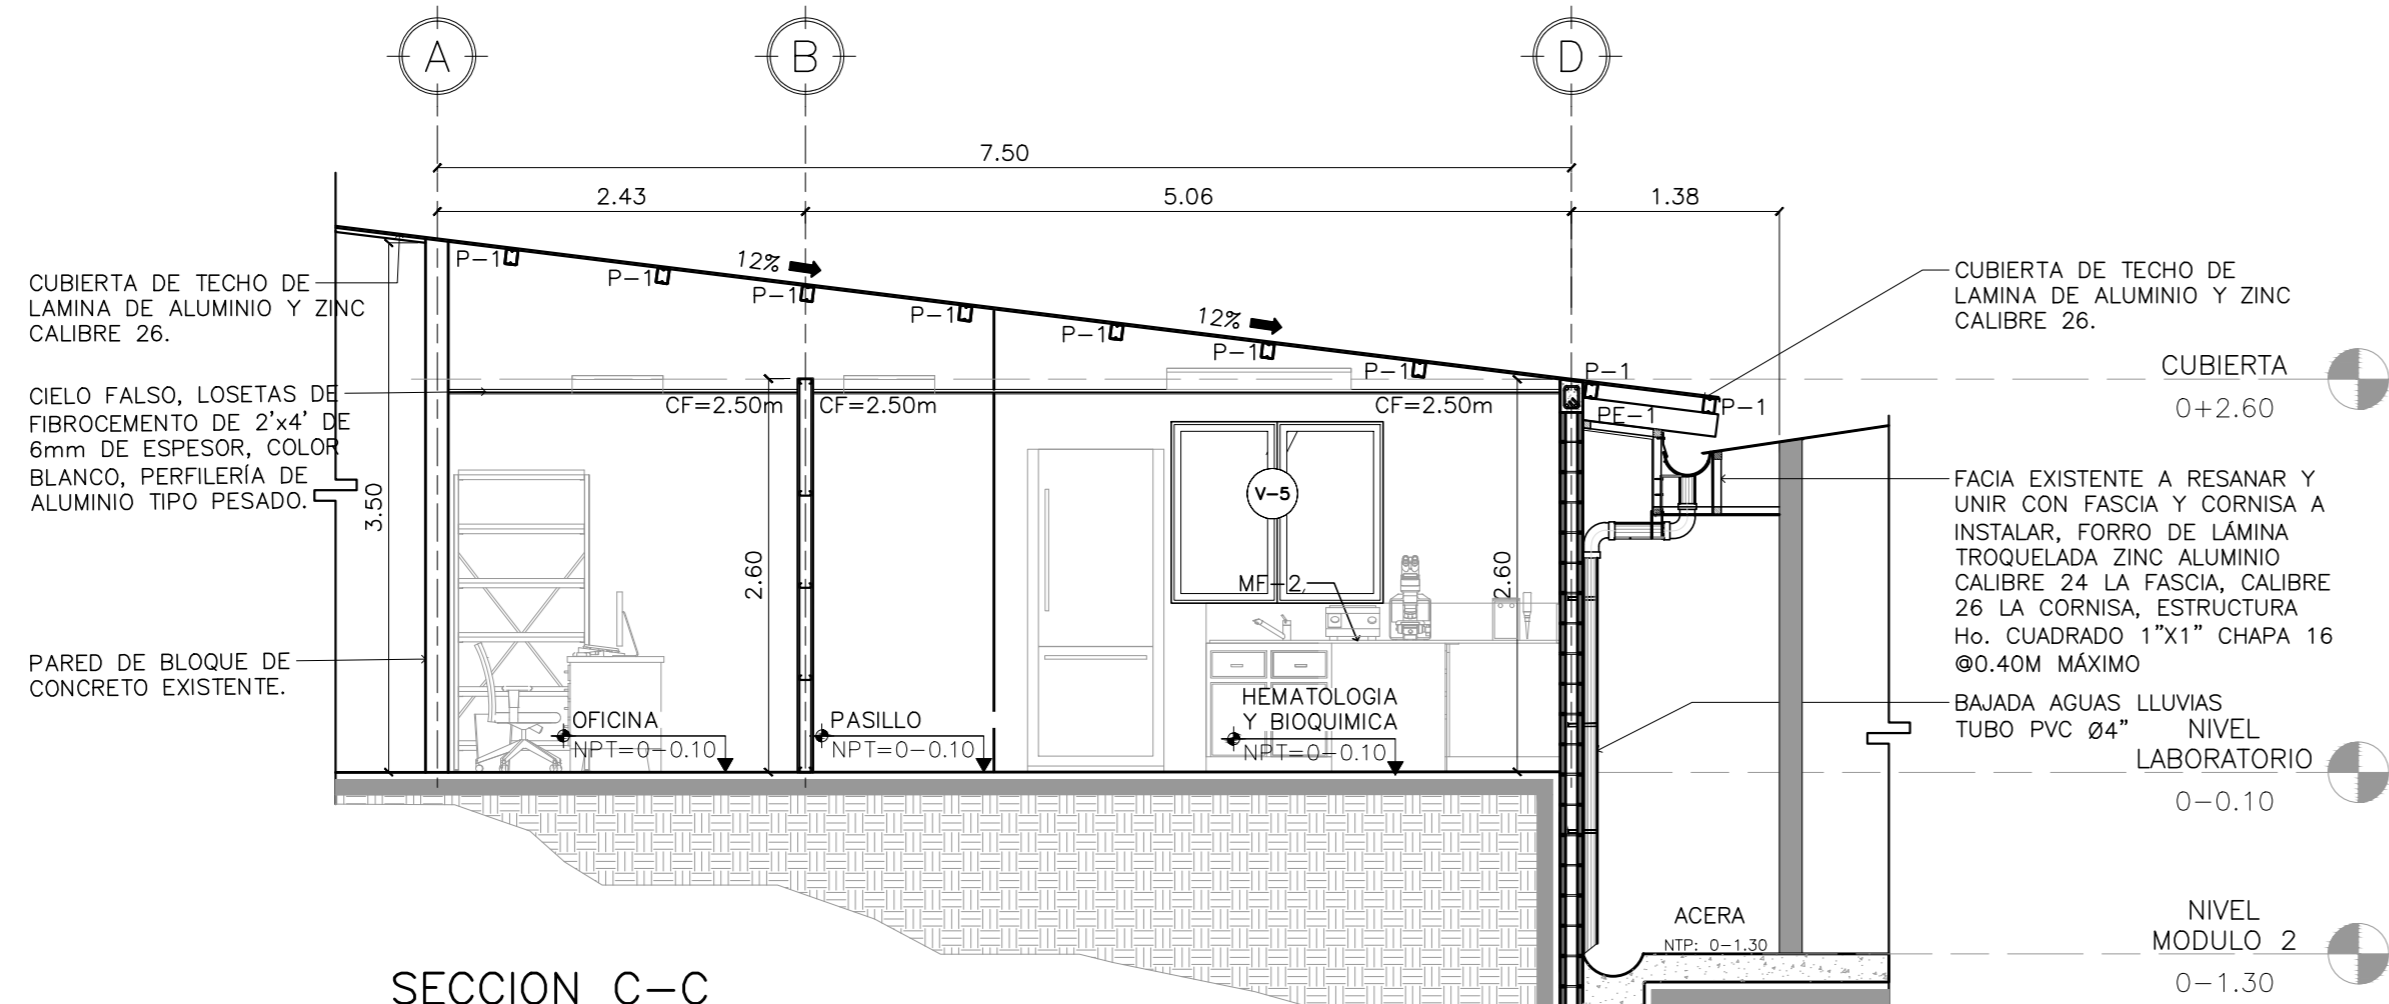 A
B
D
7.50
2.43
5.06
1.38
CUBIERTA DE TECHO DE
LAMINA DE ALUMINIO Y ZINC
CALIBRE 26.
CIELO FALSO, LOSETAS DE
FIBROCEMENTO DE 2'x4' DE
6mm DE ESPESOR, COLOR
BLANCO, PERFILERÍA DE
ALUMINIO TIPO PESADO.
PARED DE BLOQUE DE
CONCRETO EXISTENTE.
P-1
P-1
12%
P-1
P-1
P-1
12%
P-1
P-1
P-1
P-1
PE-1
CF=2.50m
CF=2.50m
CF=2.50m
3.50
2.60
2.60
V-5
MF-2
OFICINA
NPT=0-0.10
PASILLO
NPT=0-0.10
HEMATOLOGIA
Y BIOQUIMICA
NPT=0-0.10
CUBIERTA DE TECHO DE
LAMINA DE ALUMINIO Y ZINC
CALIBRE 26.
CUBIERTA
0+2.60
FACIA EXISTENTE A RESANAR Y
UNIR CON FASCIA Y CORNISA A
INSTALAR, FORRO DE LÁMINA
TROQUELADA ZINC ALUMINIO
CALIBRE 24 LA FASCIA, CALIBRE
26 LA CORNISA, ESTRUCTURA
Ho. CUADRADO 1"X1" CHAPA 16
@0.40M MÁXIMO
BAJADA AGUAS LLUVIAS
TUBO PVC Ø4"
NIVEL
LABORATORIO
0-0.10
ACERA
NTP: 0-1.30
NIVEL
MODULO 2
0-1.30
SECCION C-C